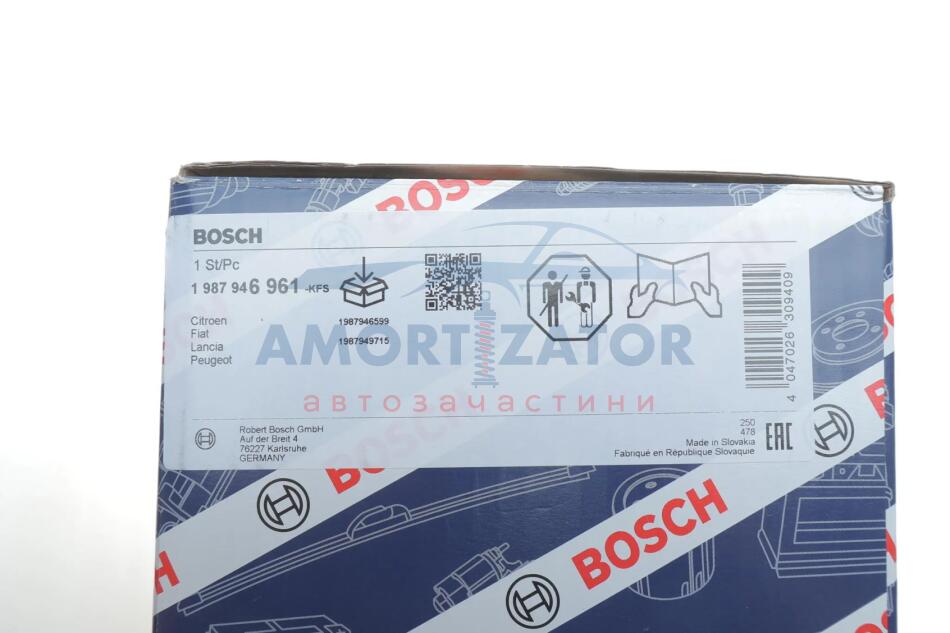 BOSCH
BOSCH
1 St/Pc
1 987 946 961 -KFS
Citroen
Fiat
Lancia
Peugeot
1987946599
1987949715
b
4 047026 309409
AMORTIZATOR
автозачастини
Robert Bosch GmbH
Auf der Breit 4
76227 Karlsruhe
GERMANY
250
478
Made in Slovakia
Fabriqué en République Slovaquie
EAC
BOSCH